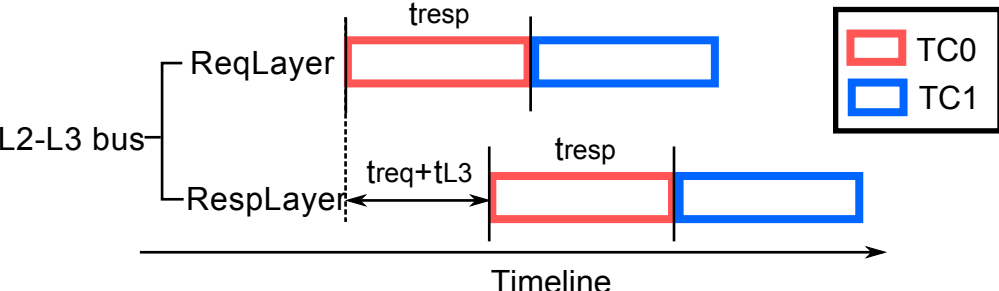 tresp
ReqLayer
TC0
TC1
L2-L3 bus
tresp
treq+tL3
RespLayer
Timeline